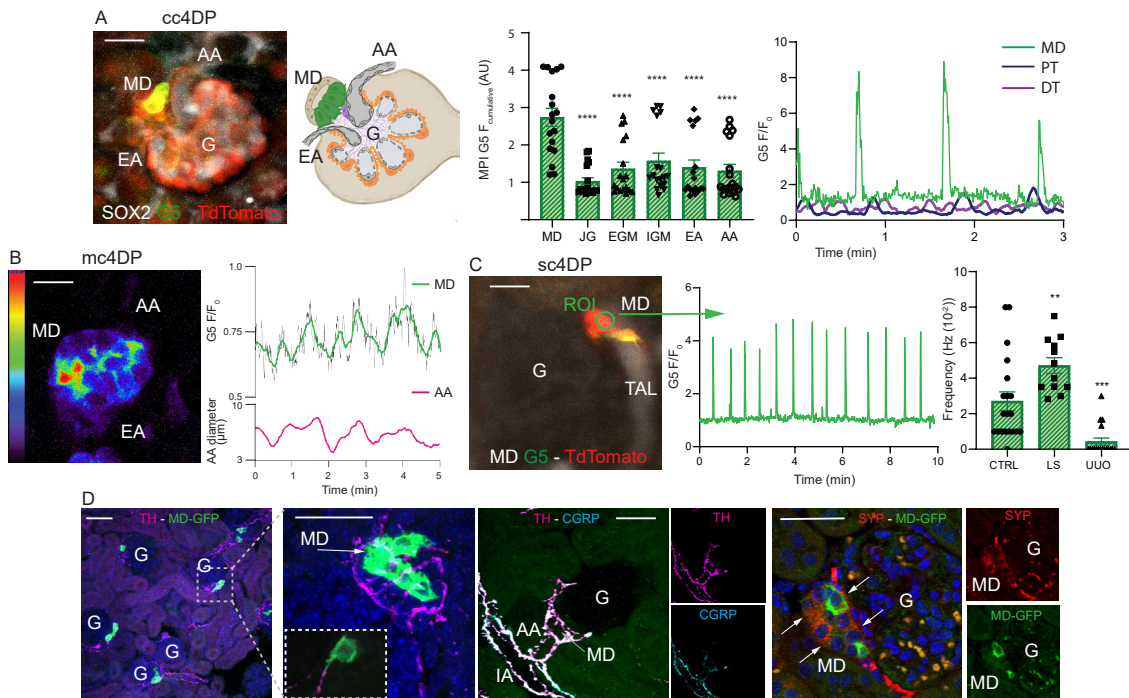 A
cc4DP
AA
MD
EA
G
SOX2 G5 - TdTomato
AA
MD
G
EA
MPI G5 Fcumulative (AU)
5
4
3
2
1
****
****
****
****
****
MD JG EGM IGM EA AA
G5 F/F0
10
8
6
4
2
0
0 1 2 3
Time (min)
MD
PT
DT
B
mc4DP
AA
MD
EA
G5 F/F0
1.0
0.75
0.5
MD
AA
AA diameter (µm)
10
3
0 1 2 3 4 5
Time (min)
C
sc4DP
ROI
MD
G
TAL
MD G5 - TdTomato
G5 F/F0
6
4
2
0
0 2 4 6 8 10
Time (min)
Frequency (Hz (10-2))
10
8
6
4
2
0
**
***
CTRL LS UUO
D
TH - MD-GFP
G
G
G
G
MD
TH - CGRP
G
AA
MD
IA
TH
CGRP
SYP - MD-GFP
G
MD
SYP
G
MD
MD-GFP
G
MD